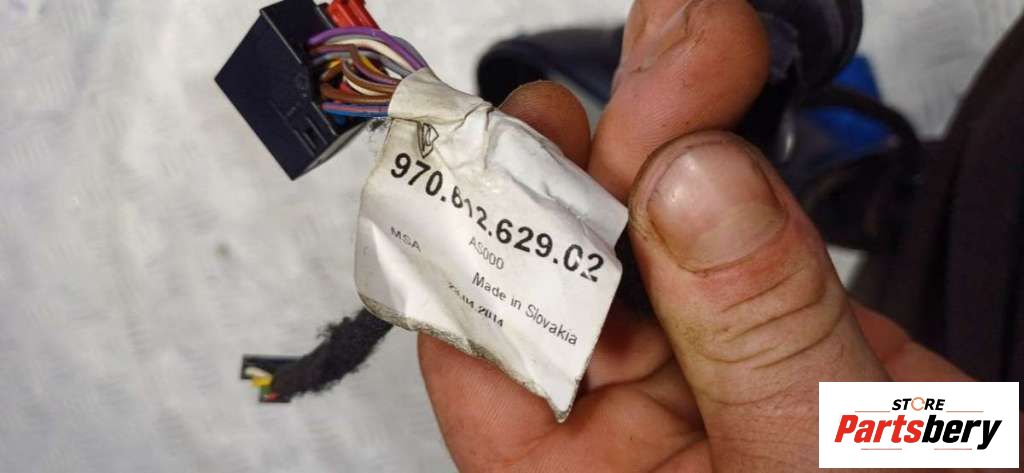 970.612.629.02
MSA
AS000
Made in Slovakia
STORE
Partsbery